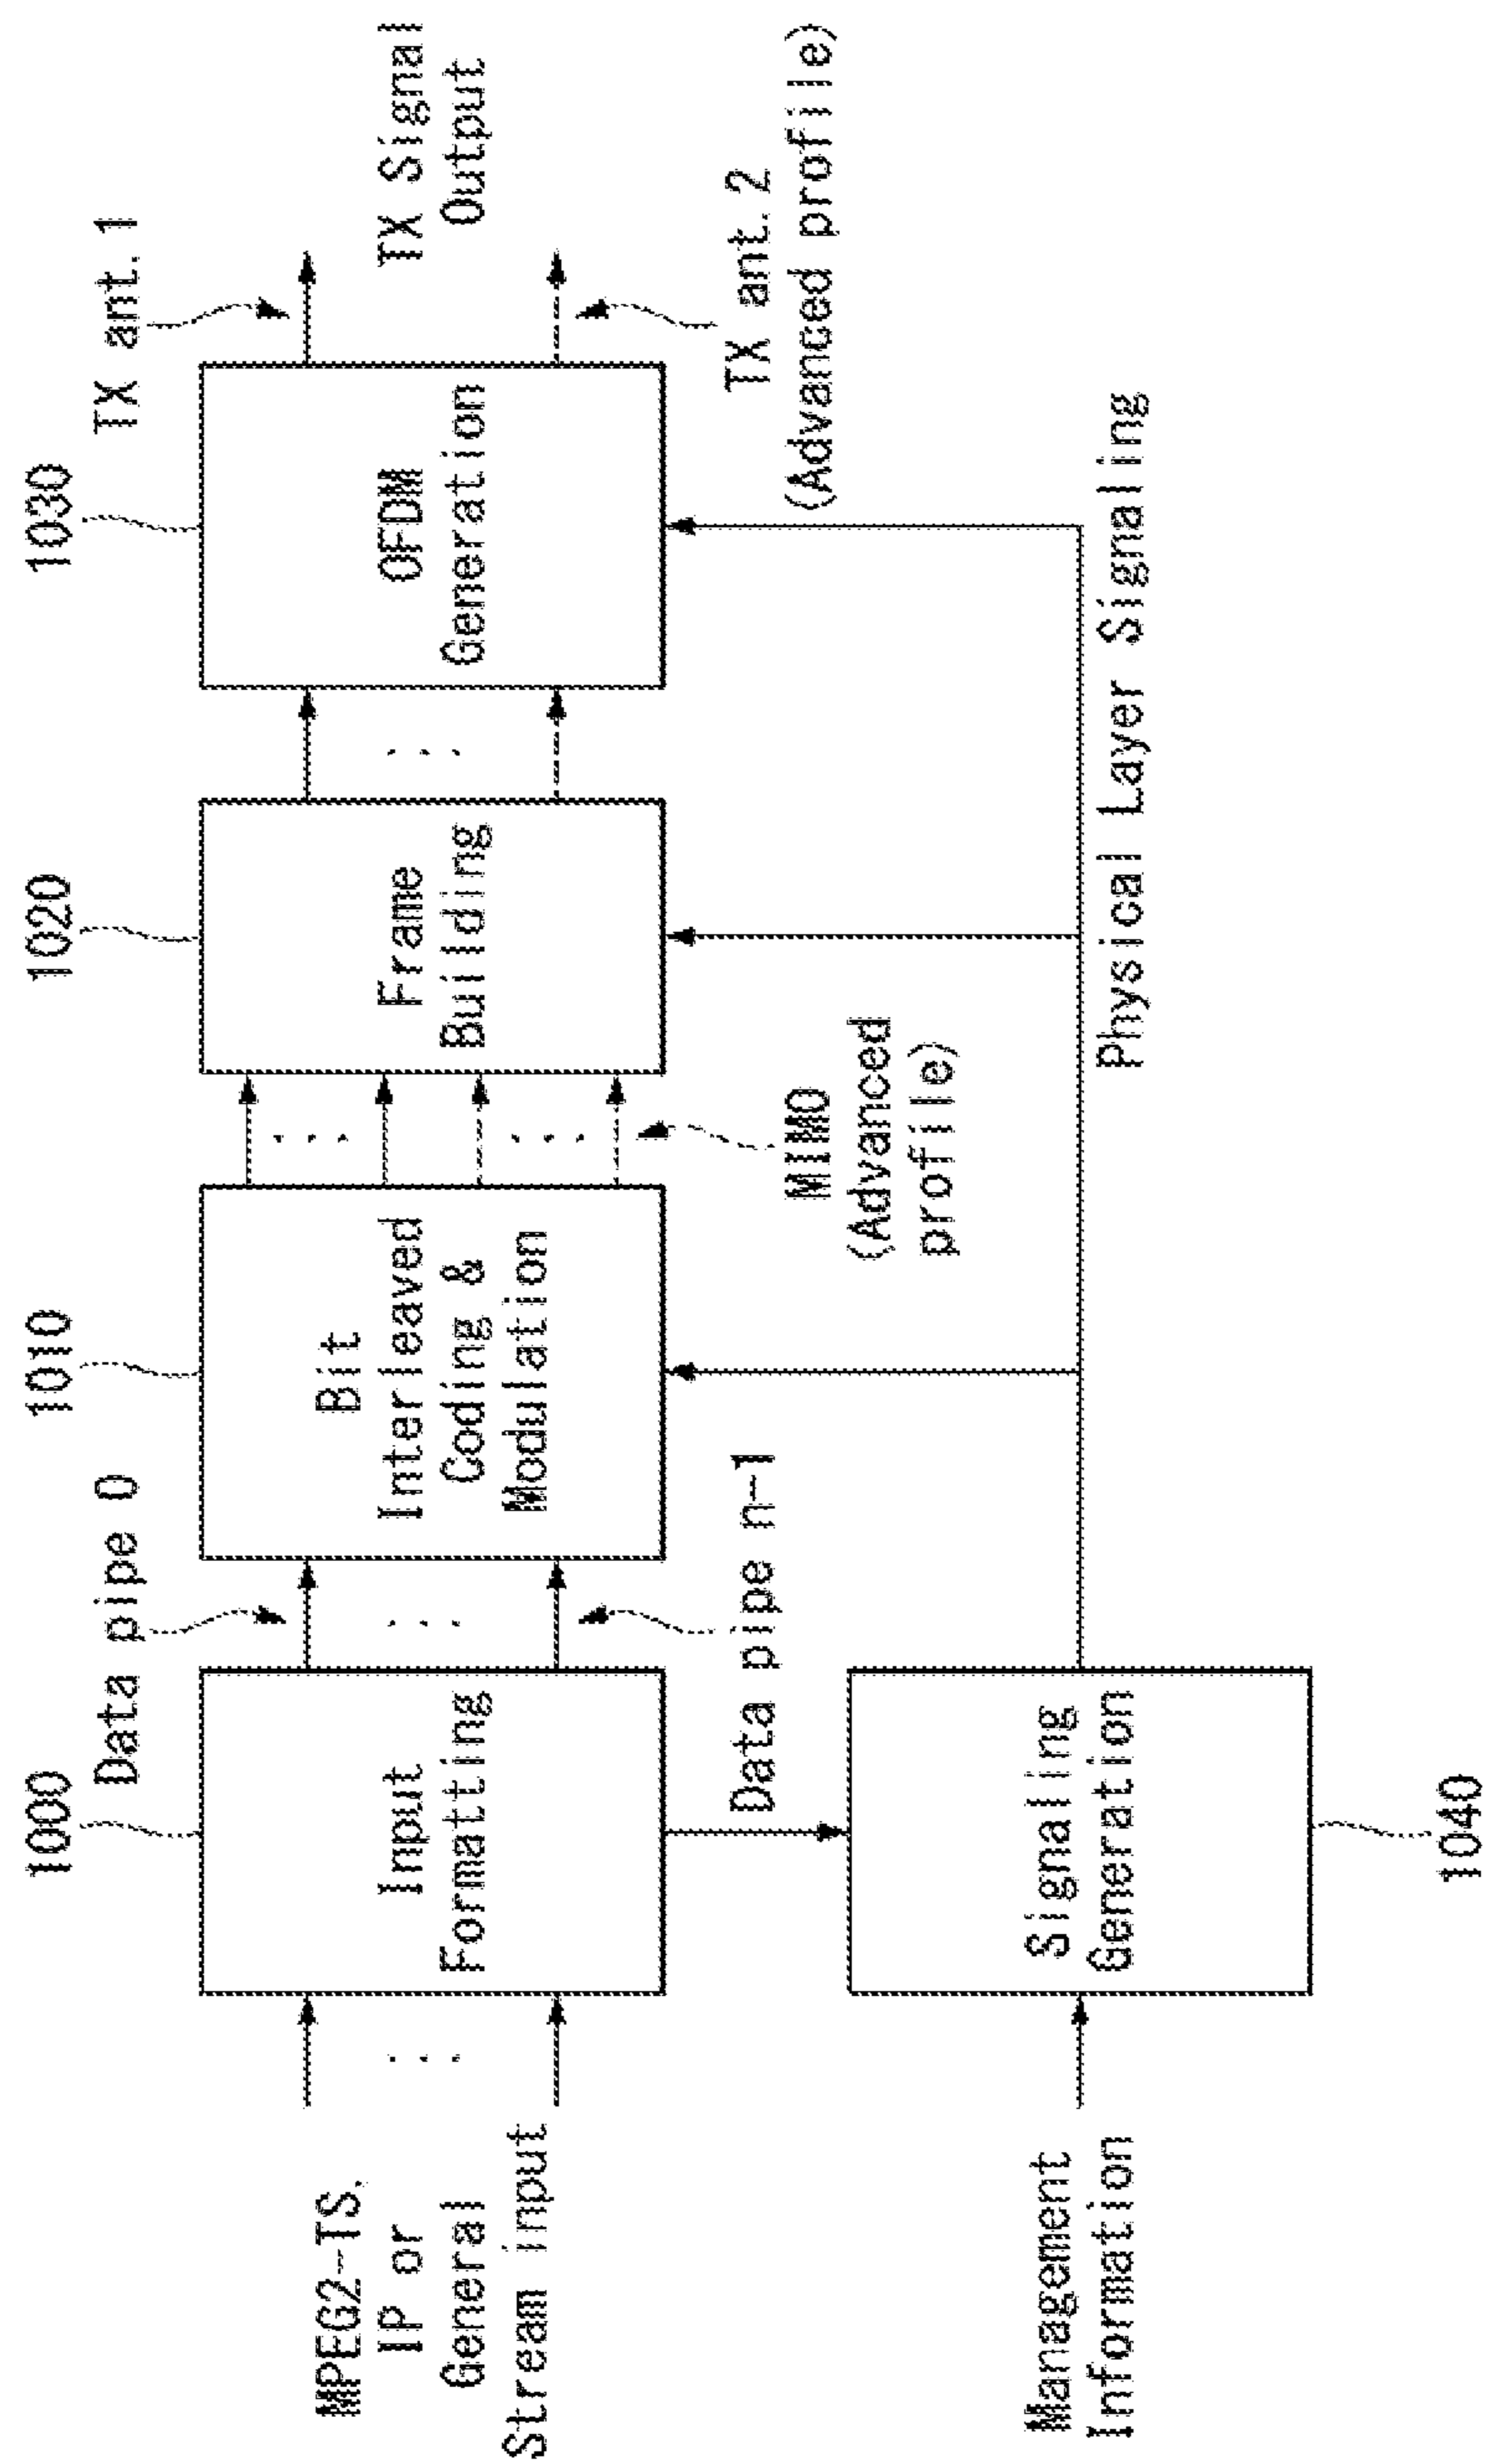 1000
1010
1020
1030
Data pipe 0
TX ant.1
MPEG2-TS,
IP or
General
Stream input
Input
Formatting
Bit
Interleaved
Coding &
Modulation
Frame
Building
OFDM
Generation
TX Signal
Output
Data pipe n-1
MIMO
(Advanced
profile)
TX ant.2
(Advanced profile)
Management
Information
Signaling
Generation
Physical Layer Signaling
1040